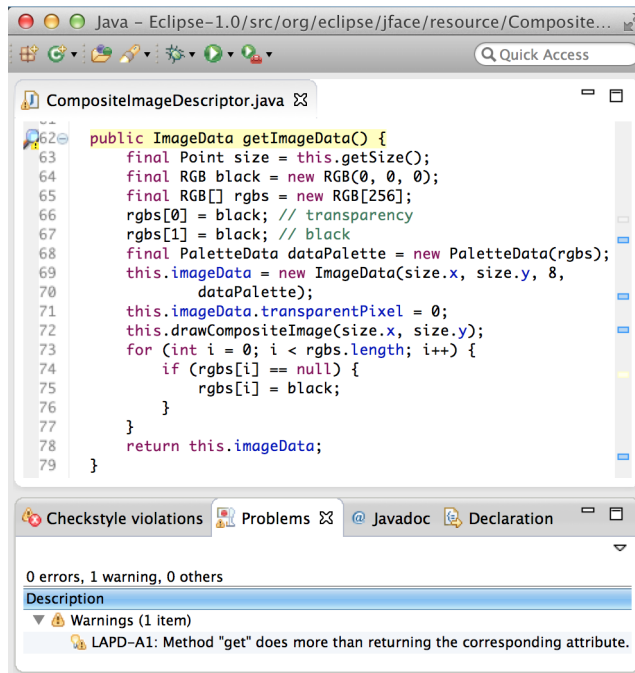 Java – Eclipse-1.0/src/org/eclipse/jface/resource/Composite...
Quick Access
CompositeImageDescriptor.java
62 public ImageData getImageData() {
63 final Point size = this.getSize();
64 final RGB black = new RGB(0, 0, 0);
65 final RGB[] rgbs = new RGB[256];
66 rgbs[0] = black; // transparency
67 rgbs[1] = black; // black
68 final PaletteData dataPalette = new PaletteData(rgbs);
69 this.imageData = new ImageData(size.x, size.y, 8,
70 dataPalette);
71 this.imageData.transparentPixel = 0;
72 this.drawCompositeImage(size.x, size.y);
73 for (int i = 0; i < rgbs.length; i++) {
74 if (rgbs[i] == null) {
75 rgbs[i] = black;
76 }
77 }
78 return this.imageData;
79 }
Checkstyle violations Problems @ Javadoc Declaration
0 errors, 1 warning, 0 others
Description
Warnings (1 item)
LAPD-A1: Method "get" does more than returning the corresponding attribute.